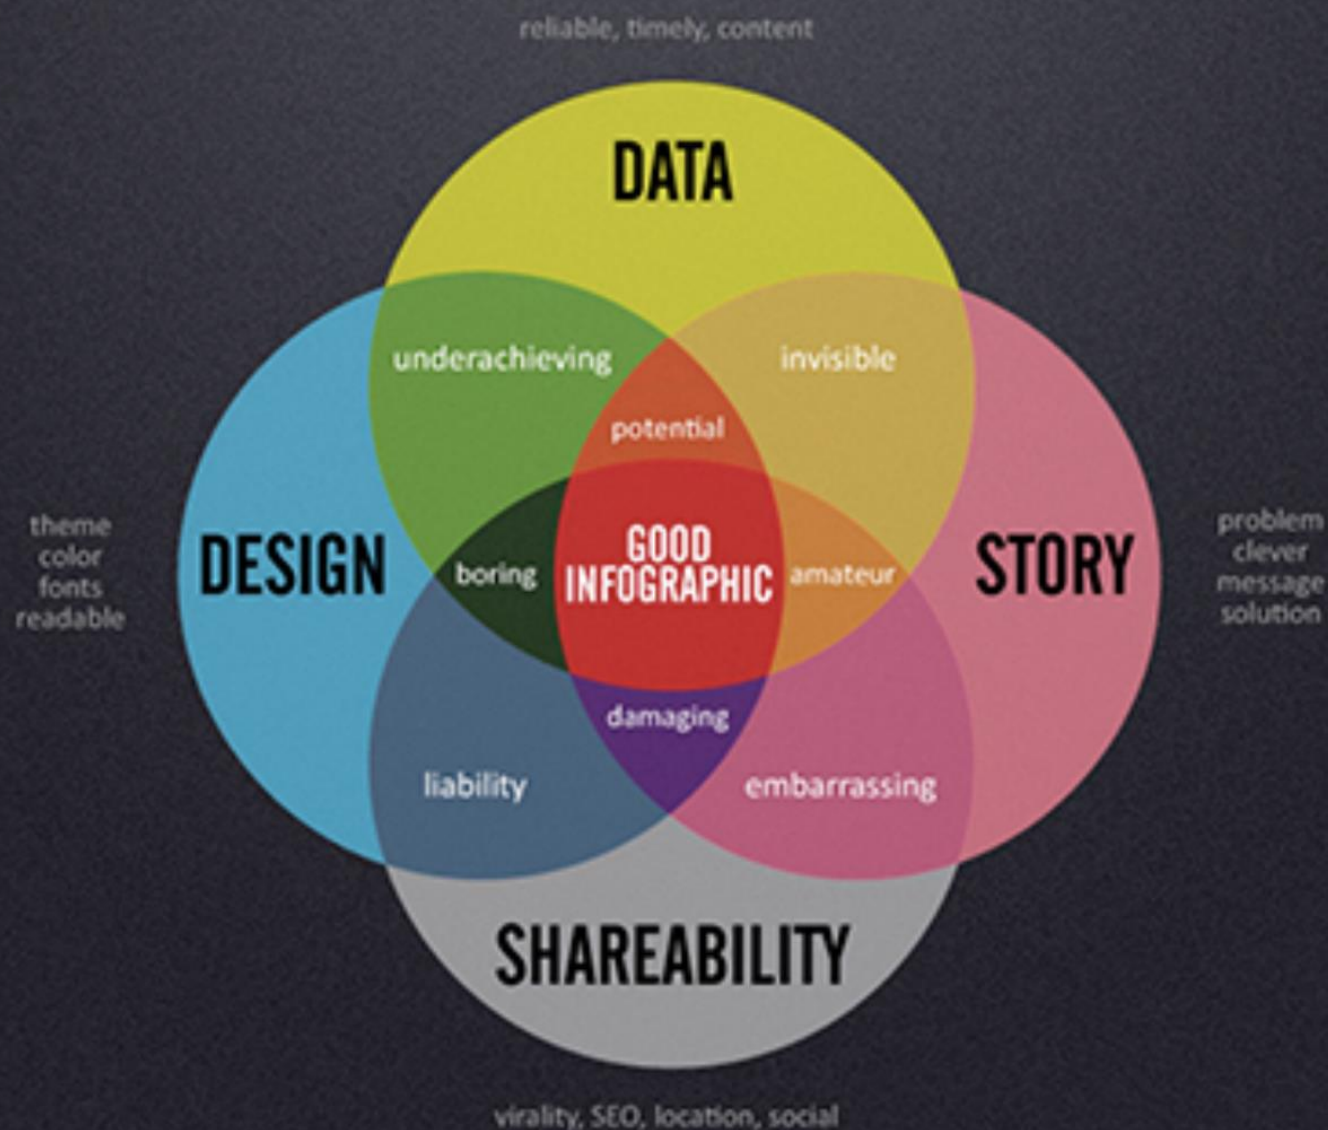 reliable, timely, content
DATA
underachieving
invisible
potential
theme
color
fonts
readable
DESIGN
boring
GOOD
INFOGRAPHIC
amateur
STORY
problem
clever
message
solution
damaging
liability
embarrassing
SHAREABILITY
virality, SEO, location, social